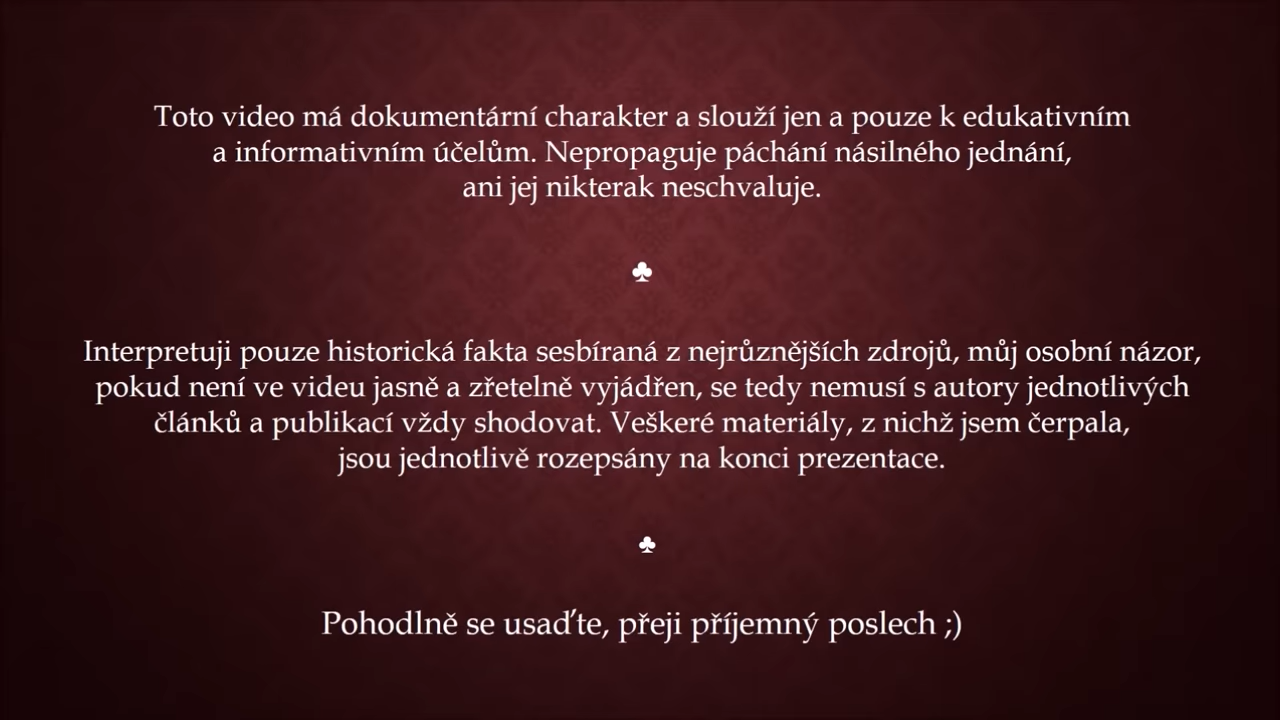 Toto video má dokumentární charakter a slouží jen a pouze k edukativním
a informativním účelům. Nepropaguje páchání násilného jednání,
ani jej nikterak neschvaluje.
♣
Interpretuji pouze historická fakta sesbíraná z nejrůznějších zdrojů, můj osobní názor,
pokud není ve videu jasně a zřetelně vyjádřen, se tedy nemusí s autory jednotlivých
článků a publikací vždy shodovat. Veškeré materiály, z nichž jsem čerpala,
jsou jednotlivě rozepsány na konci prezentace.
♣
Pohodlně se usaďte, přeji příjemný poslech ;)